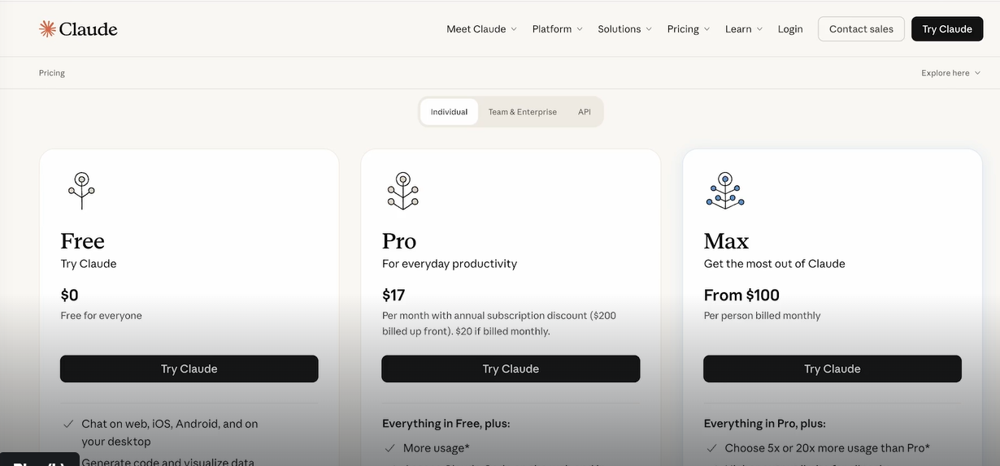 Claude
Meet Claude
Platform
Solutions
Pricing
Learn
Login
Contact sales
Try Claude
Pricing
Explore here
Individual
Team & Enterprise
API
Free
Try Claude
$0
Free for everyone
Try Claude
Chat on web, iOS, Android, and on
your desktop
Generate code and visualize data
Pro
For everyday productivity
$17
Per month with annual subscription discount ($200
billed up front). $20 if billed monthly.
Try Claude
Everything in Free, plus:
More usage*
Max
Get the most out of Claude
From $100
Per person billed monthly
Try Claude
Everything in Pro, plus:
Choose 5x or 20x more usage than Pro*